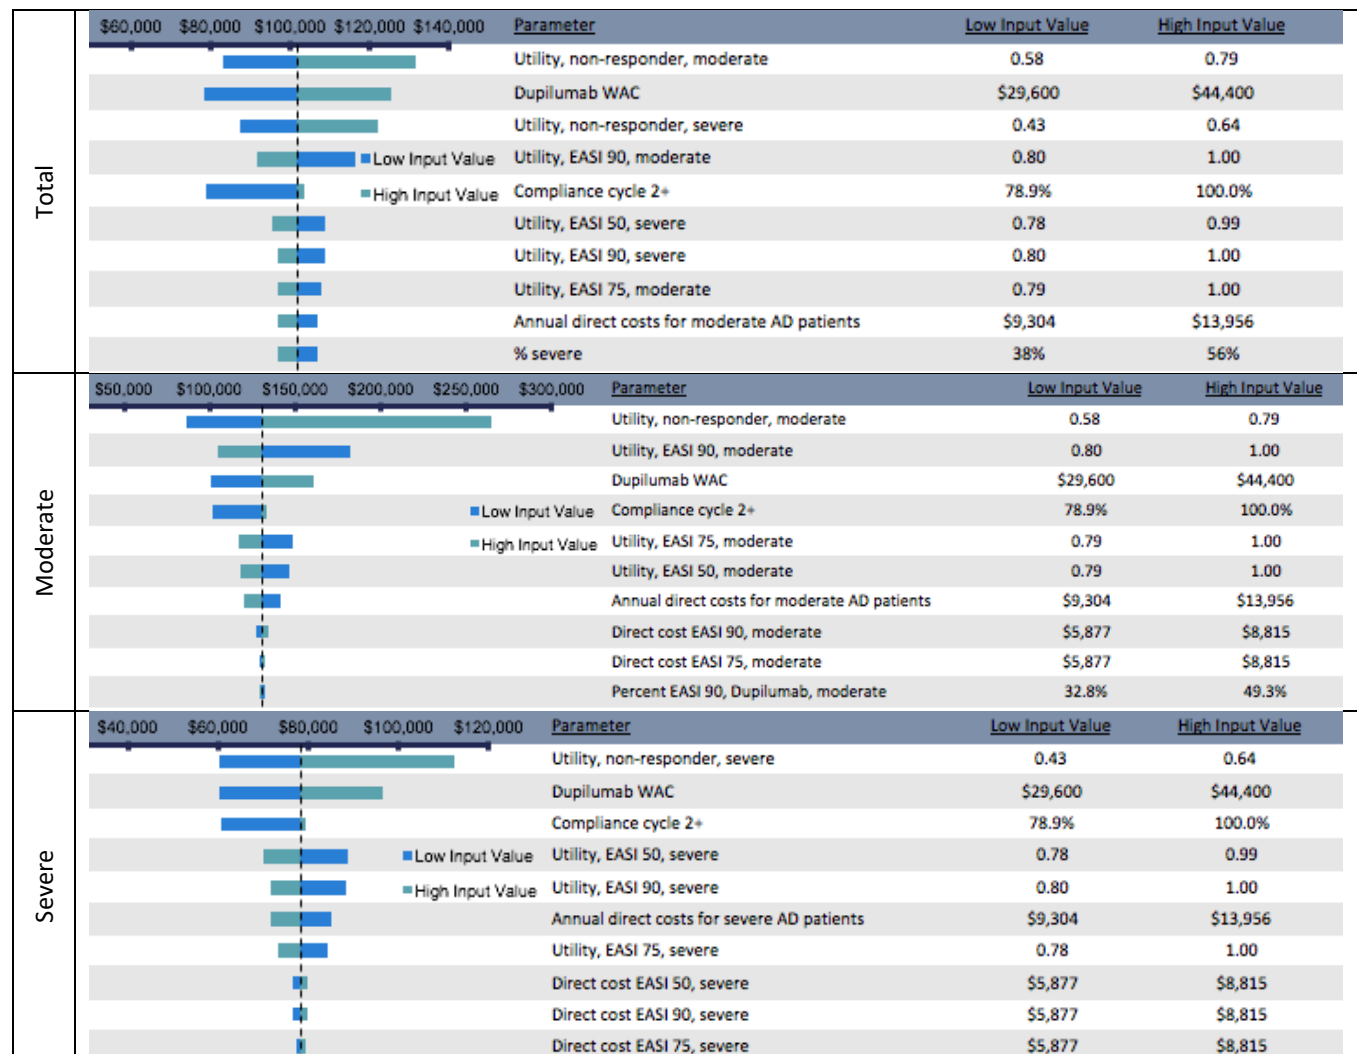 Total
$60,000 $80,000 $100,000 $120,000 $140,000 Parameter Low Input Value High Input Value
Utility, non-responder, moderate 0.58 0.79
Dupilumab WAC $29,600 $44,400
Utility, non-responder, severe 0.43 0.64
Low Input Value Utility, EASI 90, moderate 0.80 1.00
High Input Value Compliance cycle 2+ 78.9% 100.0%
Utility, EASI 50, severe 0.78 0.99
Utility, EASI 90, severe 0.80 1.00
Utility, EASI 75, moderate 0.79 1.00
Annual direct costs for moderate AD patients $9,304 $13,956
% severe 38% 56%
Moderate
$50,000 $100,000 $150,000 $200,000 $250,000 $300,000 Parameter Low Input Value High Input Value
Utility, non-responder, moderate 0.58 0.79
Utility, EASI 90, moderate 0.80 1.00
Dupilumab WAC $29,600 $44,400
Low Input Value Compliance cycle 2+ 78.9% 100.0%
High Input Value Utility, EASI 75, moderate 0.79 1.00
Utility, EASI 50, moderate 0.79 1.00
Annual direct costs for moderate AD patients $9,304 $13,956
Direct cost EASI 90, moderate $5,877 $8,815
Direct cost EASI 75, moderate $5,877 $8,815
Percent EASI 90, Dupilumab, moderate 32.8% 49.3%
Severe
$40,000 $60,000 $80,000 $100,000 $120,000 Parameter Low Input Value High Input Value
Utility, non-responder, severe 0.43 0.64
Dupilumab WAC $29,600 $44,400
Compliance cycle 2+ 78.9% 100.0%
Low Input Value Utility, EASI 50, severe 0.78 0.99
High Input Value Utility, EASI 90, severe 0.80 1.00
Annual direct costs for severe AD patients $9,304 $13,956
Utility, EASI 75, severe 0.78 1.00
Direct cost EASI 50, severe $5,877 $8,815
Direct cost EASI 90, severe $5,877 $8,815
Direct cost EASI 75, severe $5,877 $8,815